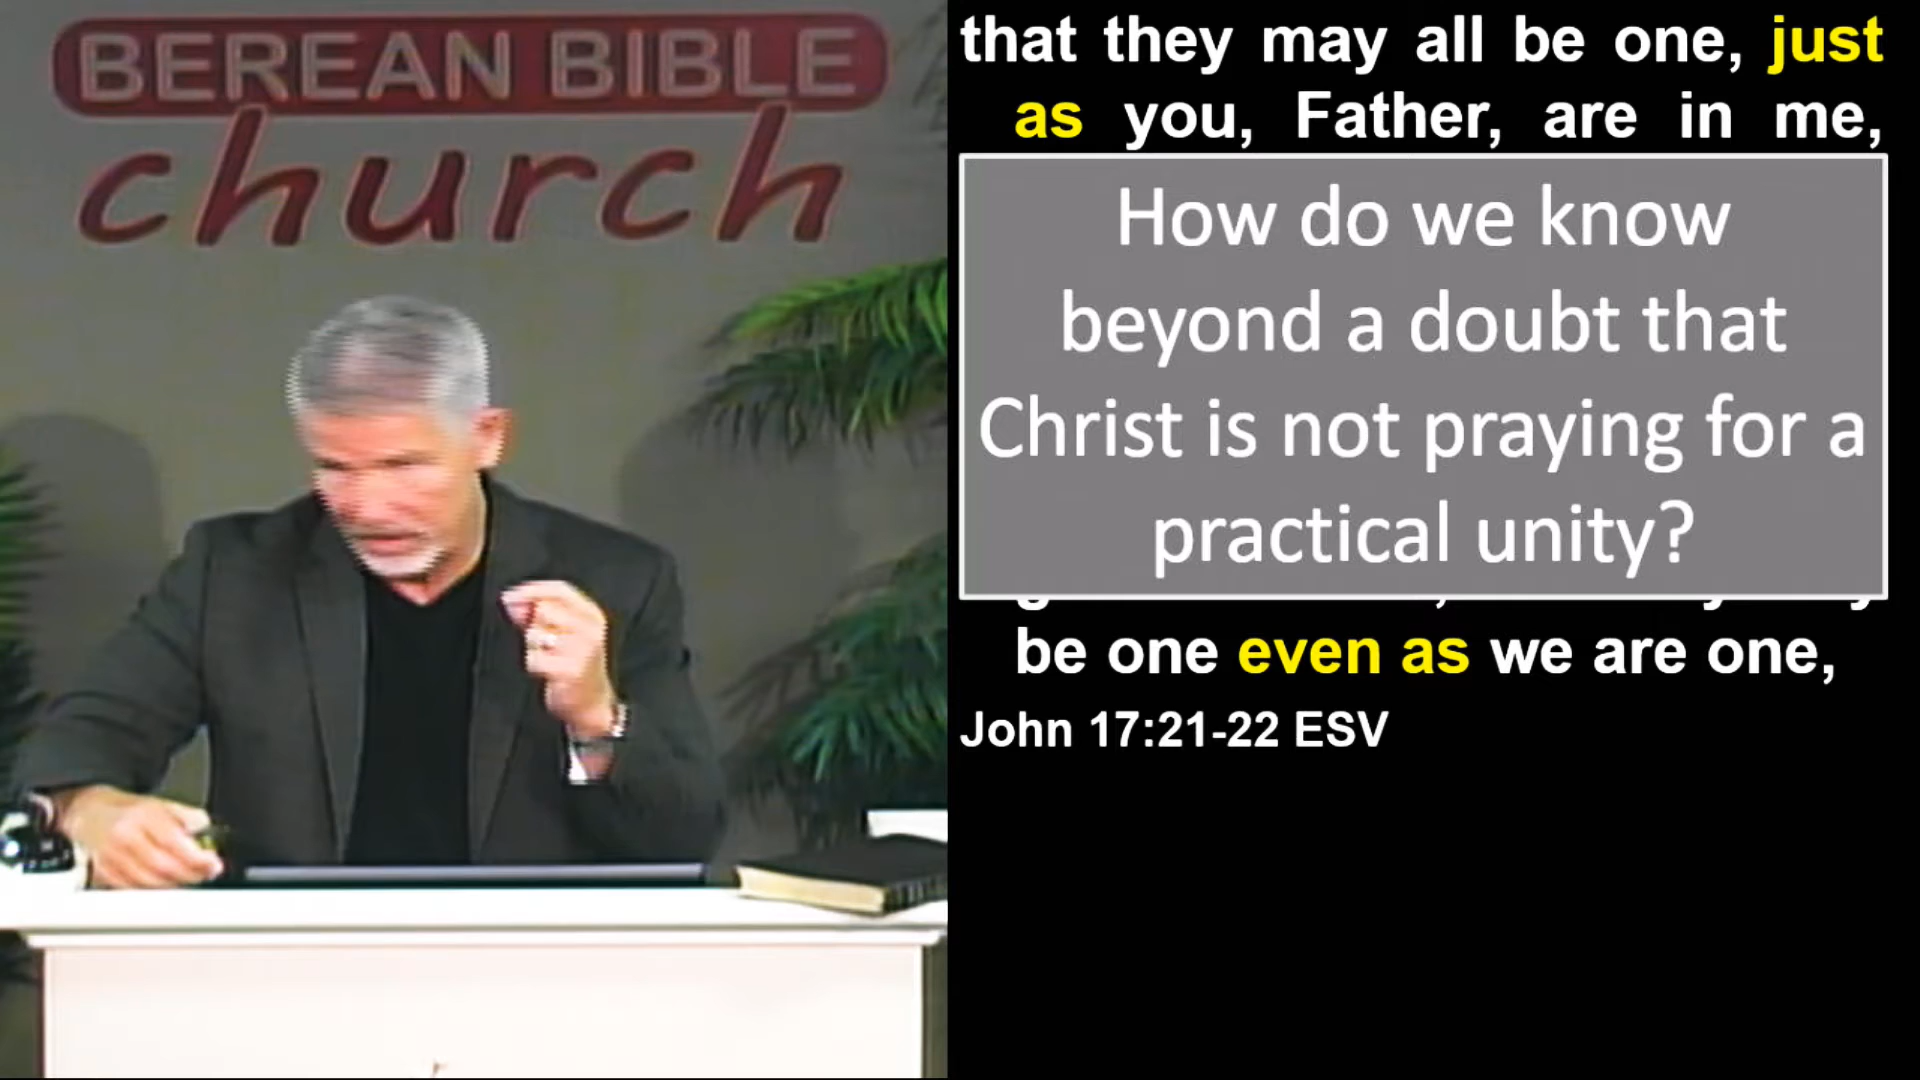 BEREAN BIBLE
church
that they may all be one, just
as you, Father, are in me,
How do we know
beyond a doubt that
Christ is not praying for a
practical unity?
be one even as we are one,
John 17:21-22 ESV